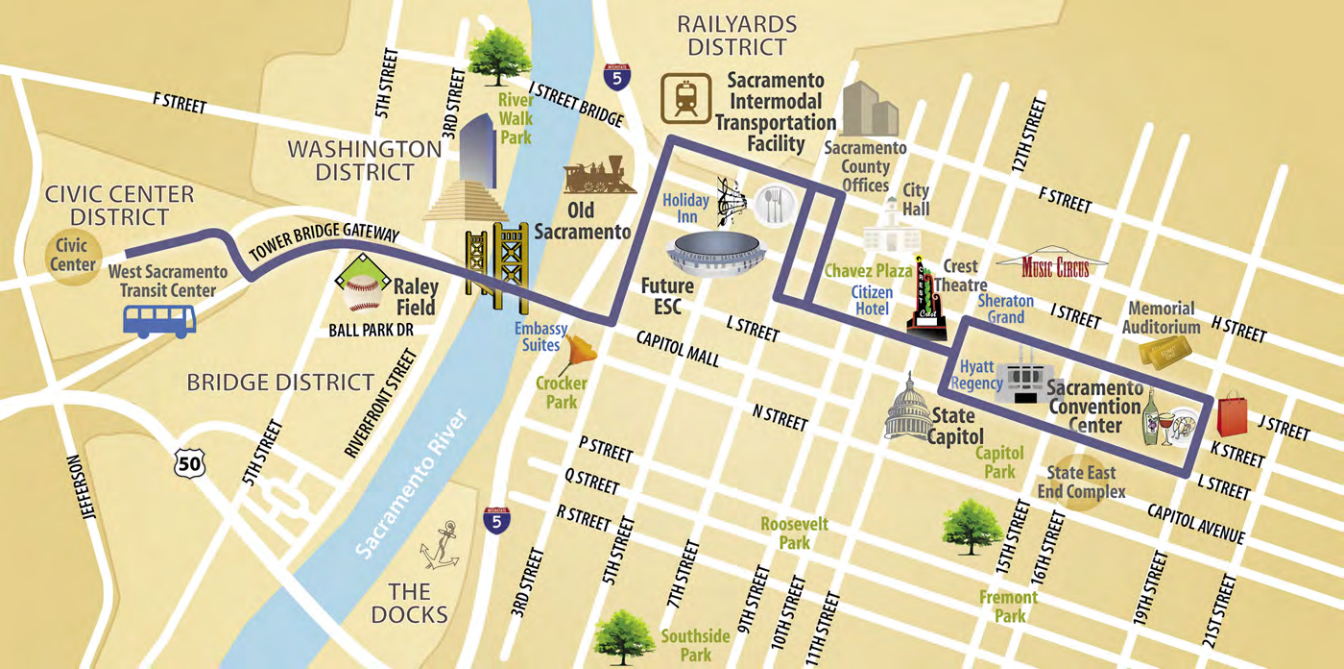 RAILYARDS
DISTRICT
INTERSTATE
5
Sacramento
Intermodal
Transportation
Facility
5TH STREET
3RD STREET
F STREET
I STREET BRIDGE
River
Walk
Park
12TH STREET
WASHINGTON
DISTRICT
Sacramento
County
Offices
CIVIC CENTER
DISTRICT
Old
Sacramento
Holiday
Inn
City
Hall
F STREET
Civic
Center
TOWER BRIDGE GATEWAY
SACRAMENTO
West Sacramento
Transit Center
Raley
Field
Future
ESC
Chavez Plaza
Citizen
Hotel
CREST
Crest
Crest
Theatre
MUSIC CIRCUS
Sheraton
Grand
I STREET
Memorial
Auditorium
H STREET
BALL PARK DR
Embassy
Suites
Crocker
Park
CAPITOL MALL
L STREET
BRIDGE DISTRICT
RIVERFRONT STREET
Hyatt
Regency
Sacramento
Convention
Center
State
Capitol
Capitol
Park
N STREET
J STREET
K STREET
L STREET
State East
End Complex
CAPITOL AVENUE
50
5TH STREET
JEFFERSON
Sacramento River
P STREET
Q STREET
R STREET
INTERSTATE
5
Roosevelt
Park
THE
DOCKS
3RD STREET
5TH STREET
7TH STREET
9TH STREET
10TH STREET
11TH STREET
15TH STREET
16TH STREET
19TH STREET
21ST STREET
Fremont
Park
Southside
Park